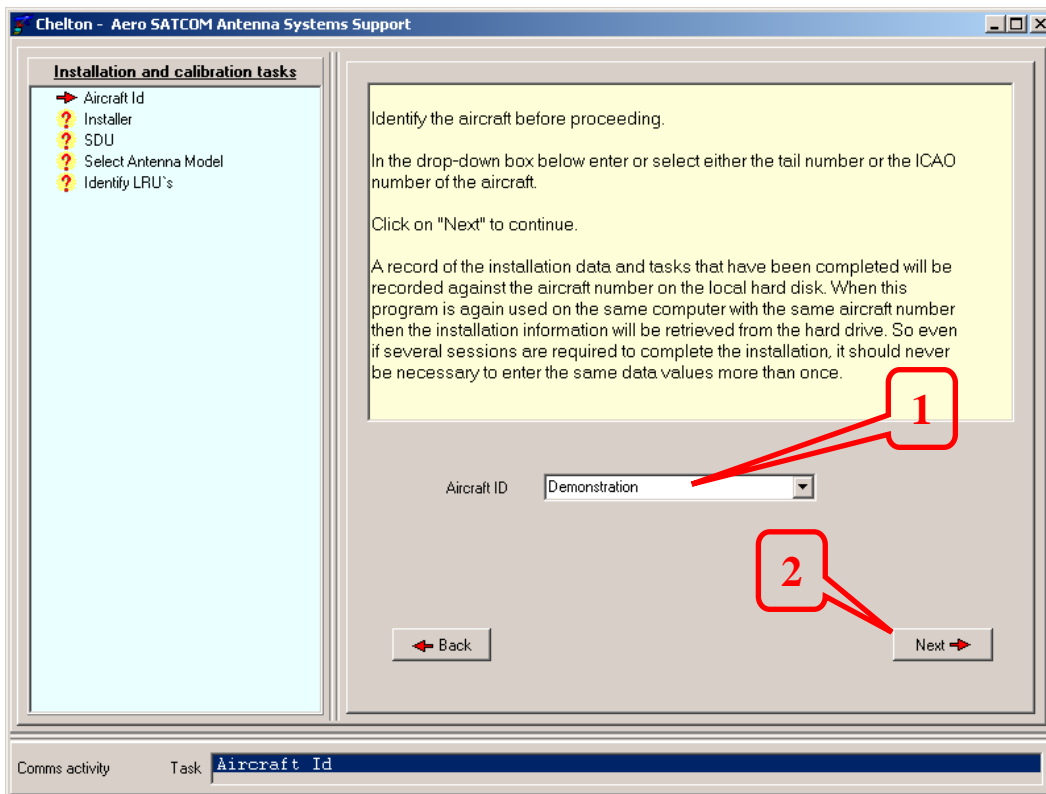 Chelton - Aero SATCOM Antenna Systems Support
Installation and calibration tasks
Aircraft Id
? Installer
? SDU
? Select Antenna Model
? Identify LRU`s
Identify the aircraft before proceeding.
In the drop-down box below enter or select either the tail number or the ICAO
number of the aircraft.
Click on "Next" to continue.
A record of the installation data and tasks that have been completed will be
recorded against the aircraft number on the local hard disk. When this
program is again used on the same computer with the same aircraft number
then the installation information will be retrieved from the hard drive. So even
if several sessions are required to complete the installation, it should never
be necessary to enter the same data values more than once.
1
Aircraft ID Demonstration
2
Back Next
Comms activity Task Aircraft Id